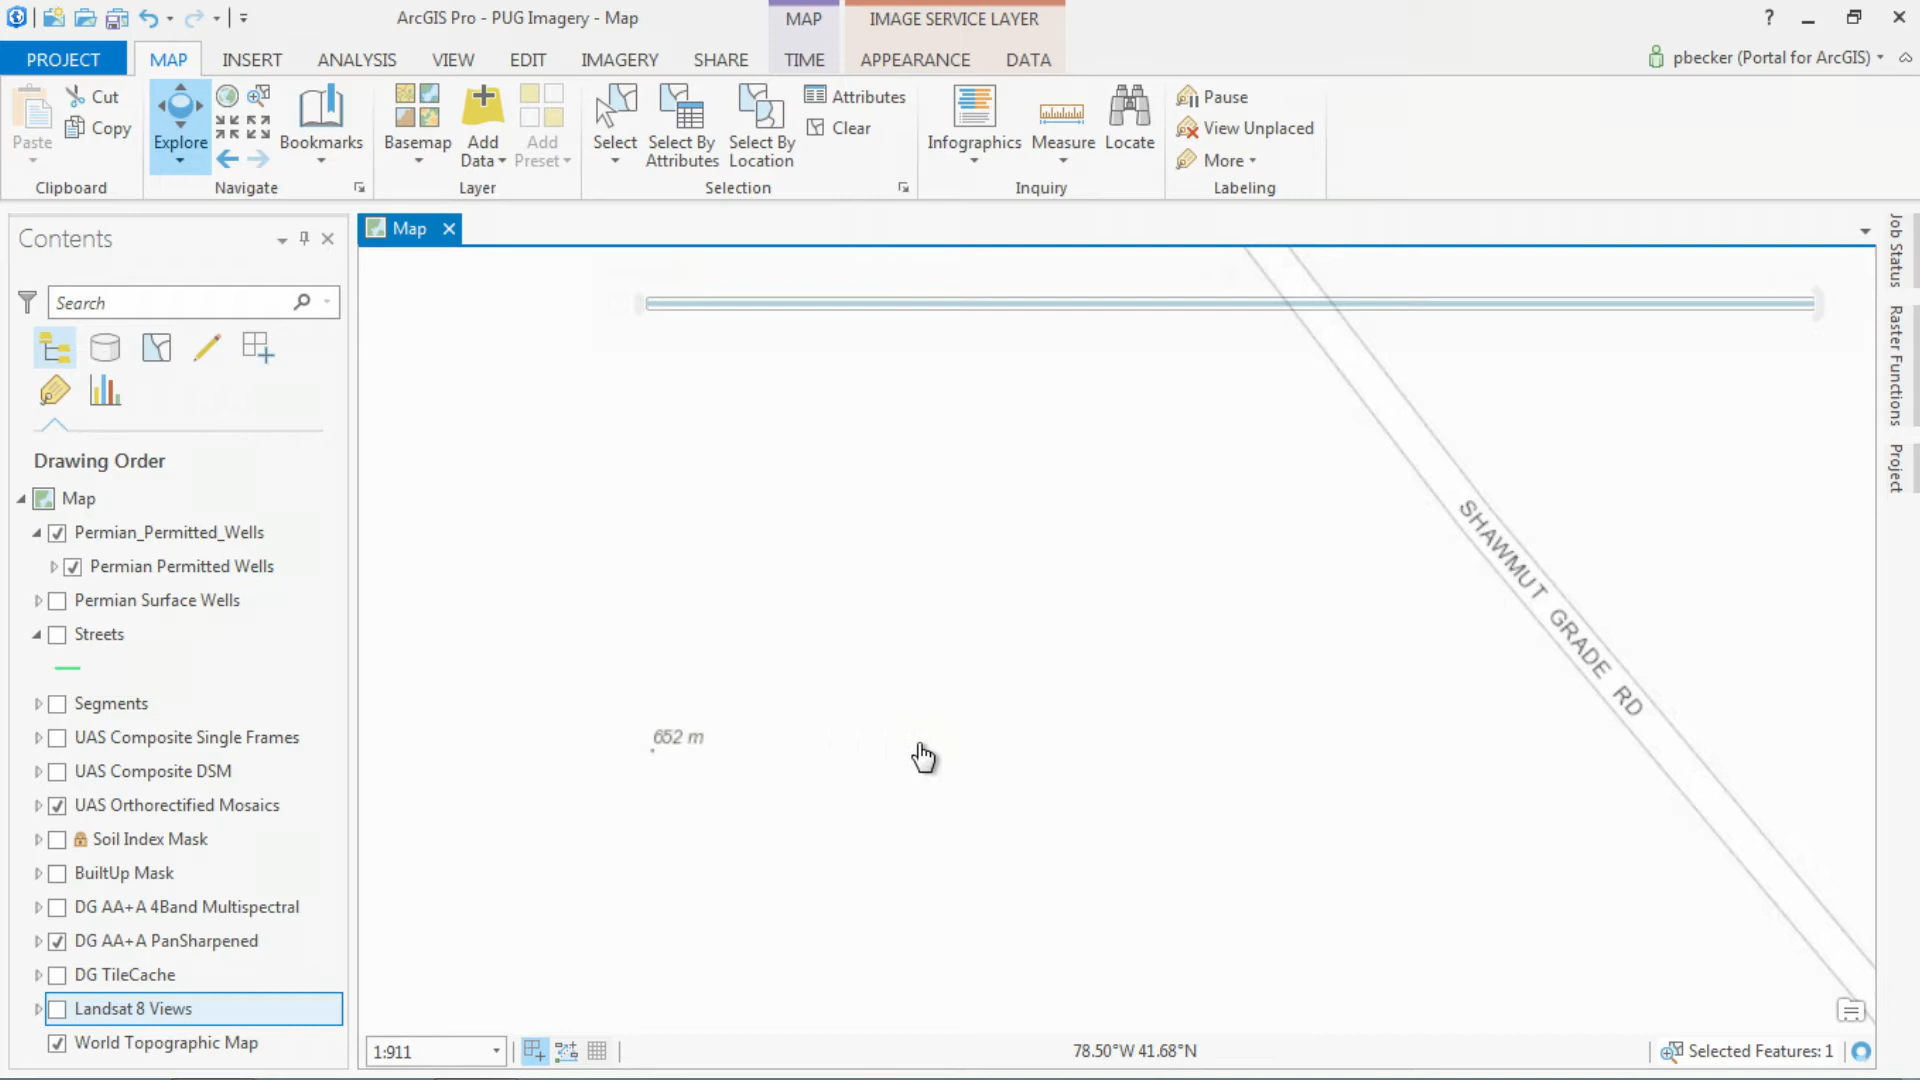 ArcGIS Pro - PUG Imagery - Map
MAP
IMAGE SERVICE LAYER
?
PROJECT
MAP
INSERT
ANALYSIS
VIEW
EDIT
IMAGERY
SHARE
TIME
APPEARANCE
DATA
pbecker (Portal for ArcGIS)
Paste
Cut
Copy
Clipboard
Explore
Bookmarks
Navigate
Basemap
Add
Data
Add
Preset
Layer
Select
Select By
Attributes
Select By
Location
Attributes
Clear
Selection
Infographics
Measure
Locate
Inquiry
Pause
View Unplaced
More
Labeling
Contents
Search
Drawing Order
Map
Permian_Permitted_Wells
Permian Permitted Wells
Permian Surface Wells
Streets
Segments
UAS Composite Single Frames
UAS Composite DSM
UAS Orthorectified Mosaics
Soil Index Mask
BuiltUp Mask
DG AA+A 4Band Multispectral
DG AA+A PanSharpened
DG TileCache
Landsat 8 Views
World Topographic Map
Map
SHAWMUT GRADE RD
652 m
1:911
78.50°W 41.68°N
Selected Features: 1
Job Status
Raster Functions
Project